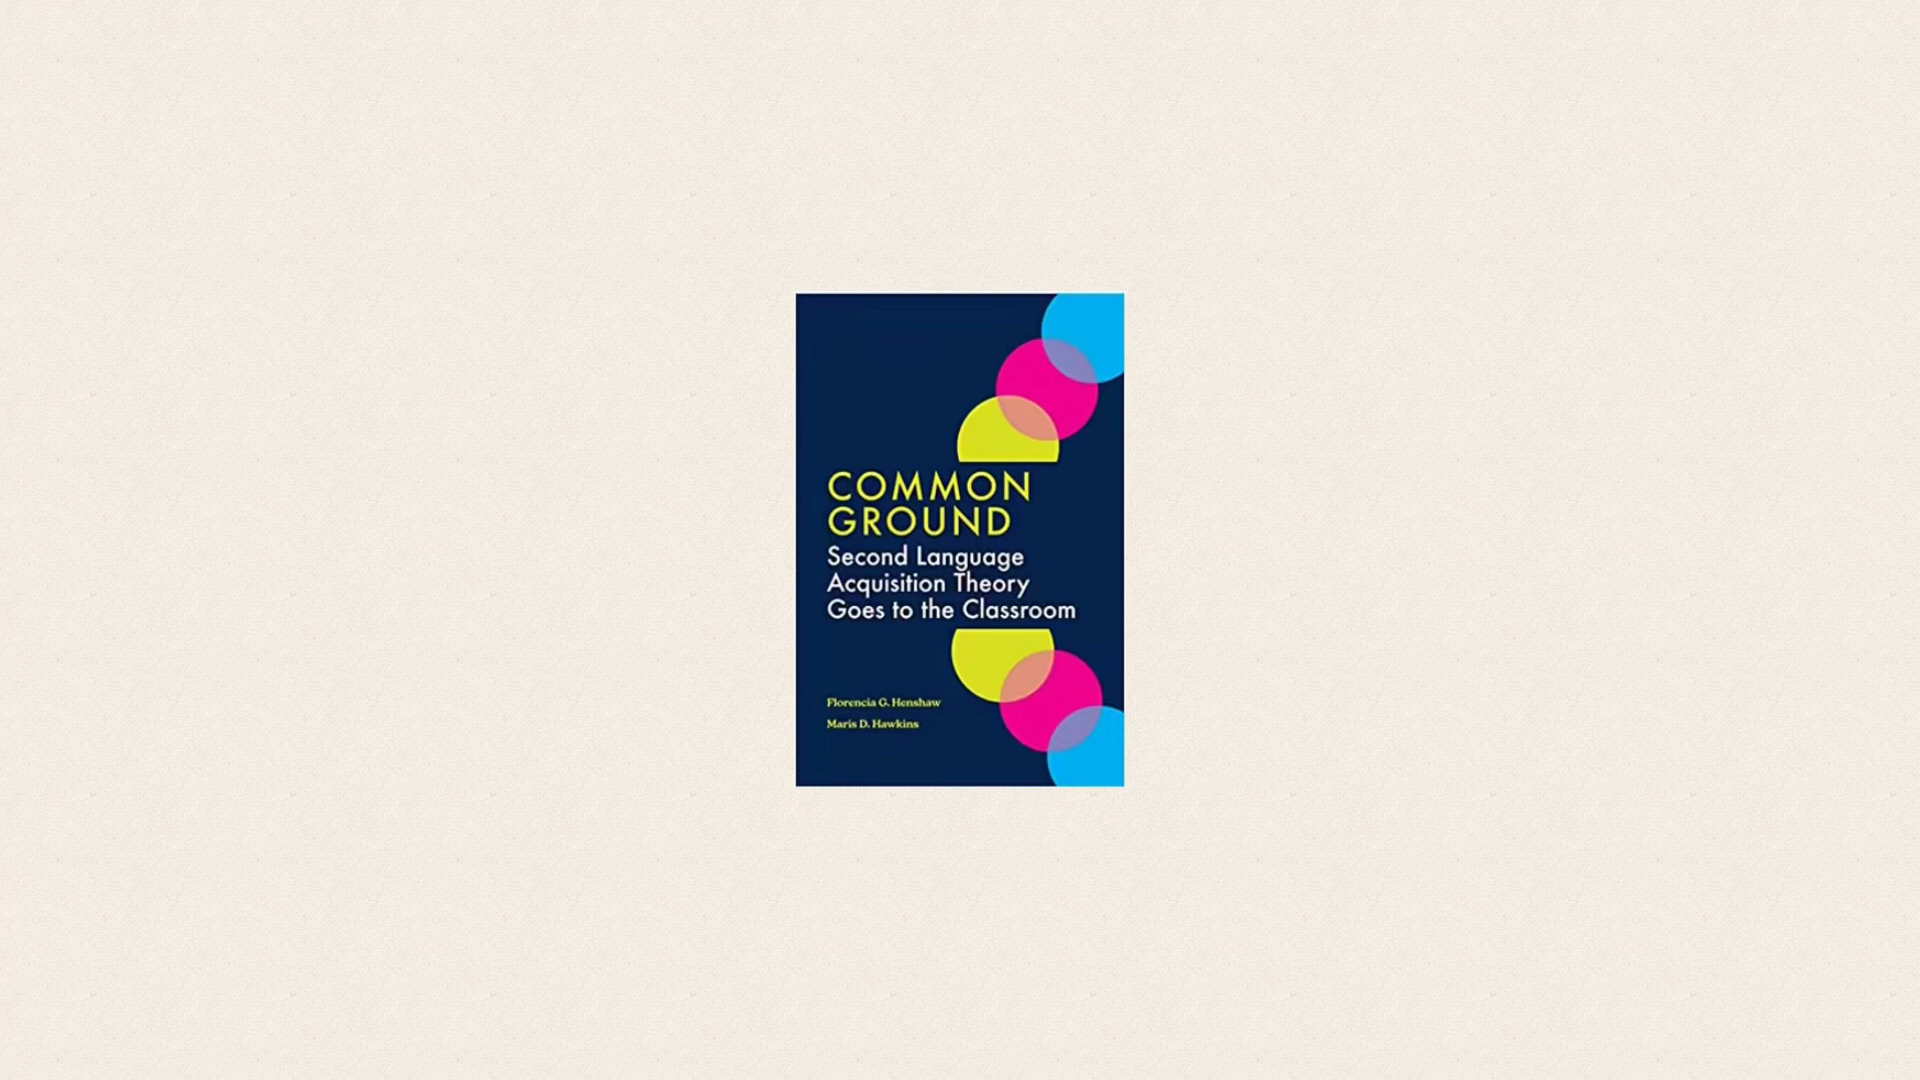 COMMON
GROUND
Second Language
Acquisition Theory
Goes to the Classroom
Florencia G. Henshaw
Maris D. Hawkins